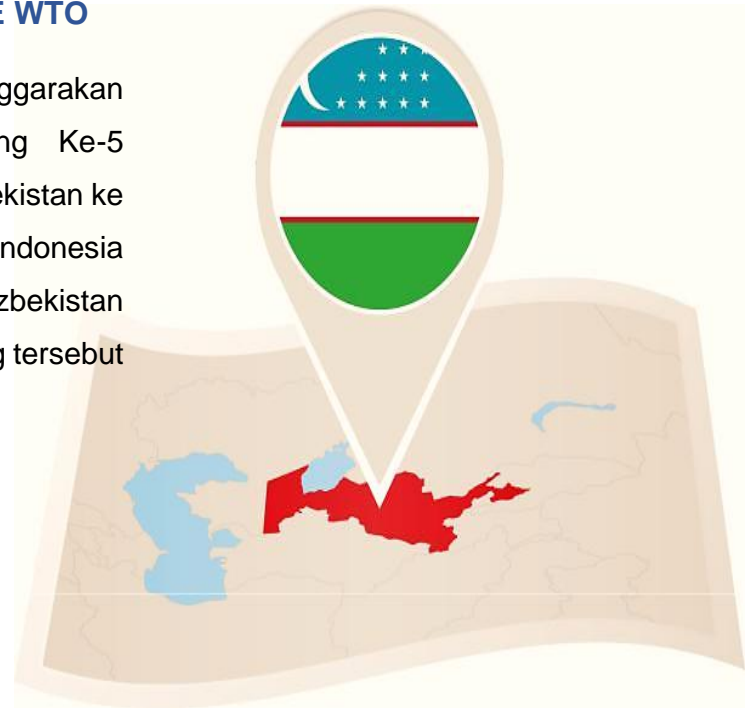 E WTO
ggarakan
ng Ke-5
ekistan ke
ndonesia
zbekistan
g tersebut